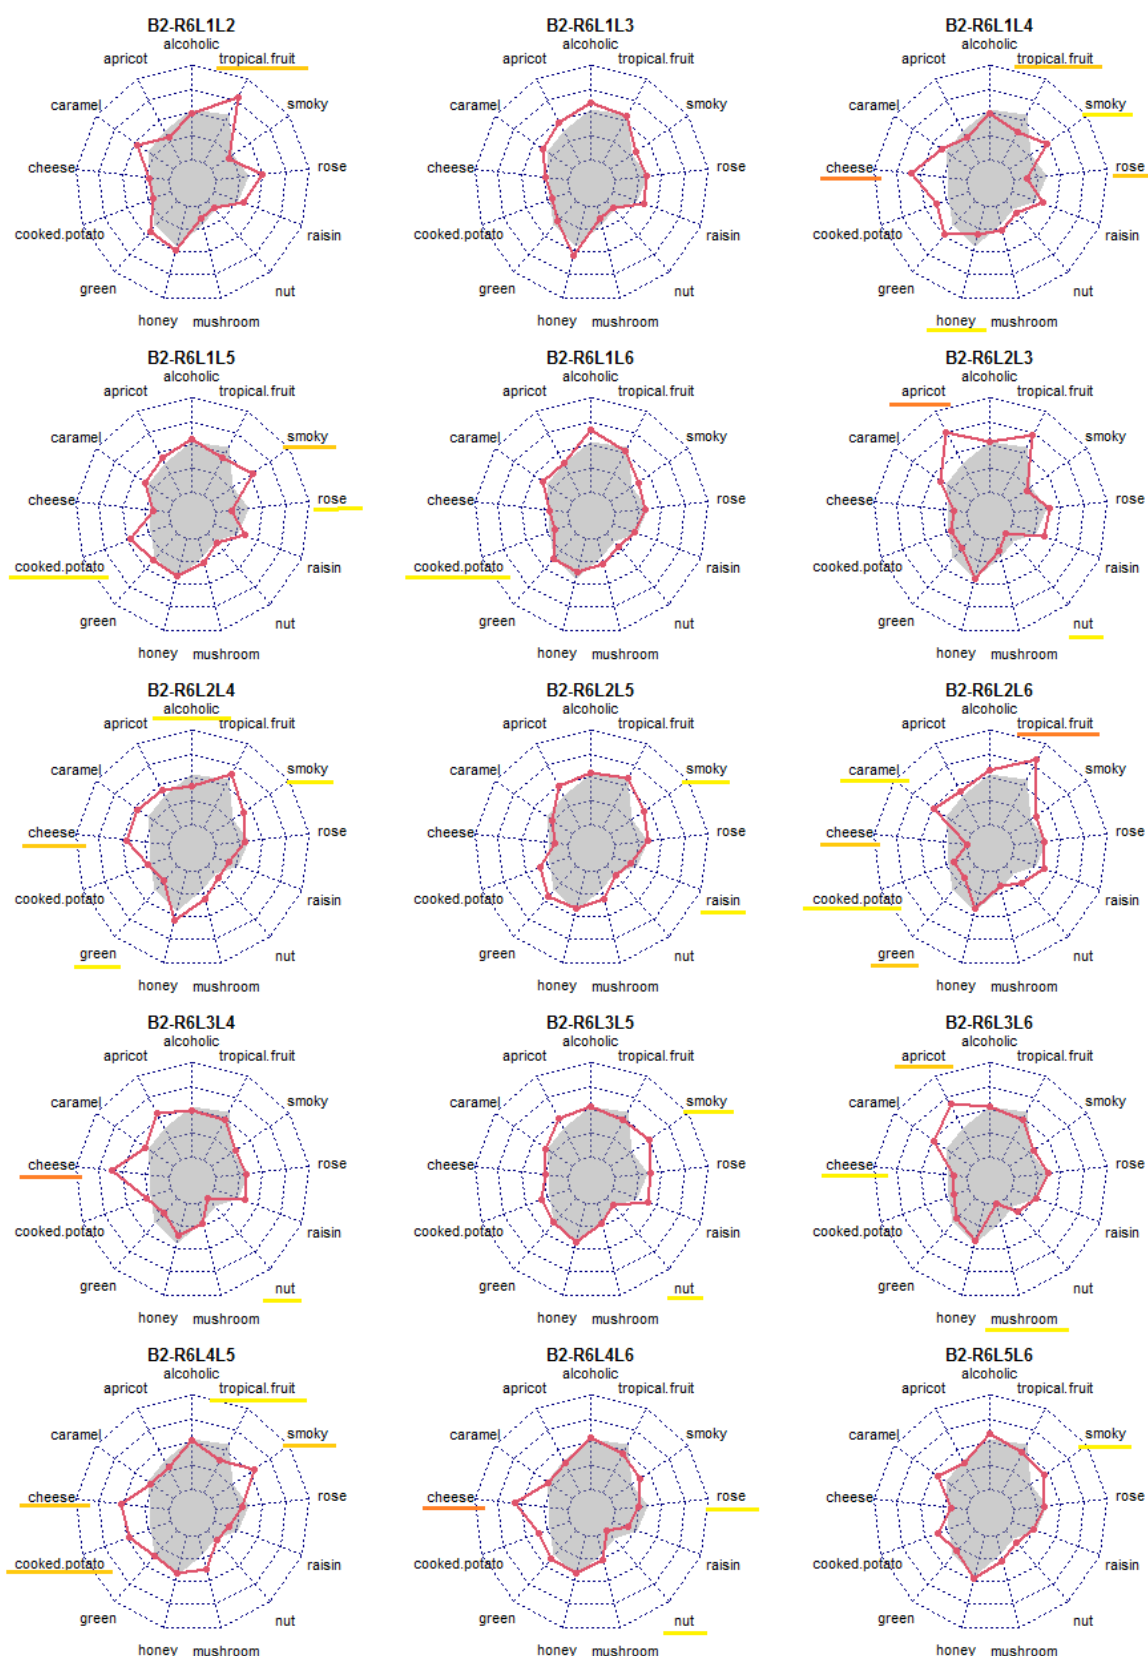 B2-R6L1L2
alcoholic
apricot tropical.fruit
caramel smoky
cheese rose
cooked.potato raisin
green nut
honey mushroom
B2-R6L1L3
alcoholic
apricot tropical.fruit
caramel smoky
cheese rose
cooked.potato raisin
green nut
honey mushroom
B2-R6L1L4
alcoholic
apricot tropical.fruit
caramel smoky
cheese rose
cooked.potato raisin
green nut
honey mushroom
B2-R6L1L5
alcoholic
apricot tropical.fruit
caramel smoky
cheese rose
cooked.potato raisin
green nut
honey mushroom
B2-R6L1L6
alcoholic
apricot tropical.fruit
caramel smoky
cheese rose
cooked.potato raisin
green nut
honey mushroom
B2-R6L2L3
alcoholic
apricot tropical.fruit
caramel smoky
cheese rose
cooked.potato raisin
green nut
honey mushroom
B2-R6L2L4
alcoholic
apricot tropical.fruit
caramel smoky
cheese rose
cooked.potato raisin
green nut
honey mushroom
B2-R6L2L5
alcoholic
apricot tropical.fruit
caramel smoky
cheese rose
cooked.potato raisin
green nut
honey mushroom
B2-R6L2L6
alcoholic
apricot tropical.fruit
caramel smoky
cheese rose
cooked.potato raisin
green nut
honey mushroom
B2-R6L3L4
alcoholic
apricot tropical.fruit
caramel smoky
cheese rose
cooked.potato raisin
green nut
honey mushroom
B2-R6L3L5
alcoholic
apricot tropical.fruit
caramel smoky
cheese rose
cooked.potato raisin
green nut
honey mushroom
B2-R6L3L6
alcoholic
apricot tropical.fruit
caramel smoky
cheese rose
cooked.potato raisin
green nut
honey mushroom
B2-R6L4L5
alcoholic
apricot tropical.fruit
caramel smoky
cheese rose
cooked.potato raisin
green nut
honey mushroom
B2-R6L4L6
alcoholic
apricot tropical.fruit
caramel smoky
cheese rose
cooked.potato raisin
green nut
honey mushroom
B2-R6L5L6
alcoholic
apricot tropical.fruit
caramel smoky
cheese rose
cooked.potato raisin
green nut
honey mushroom